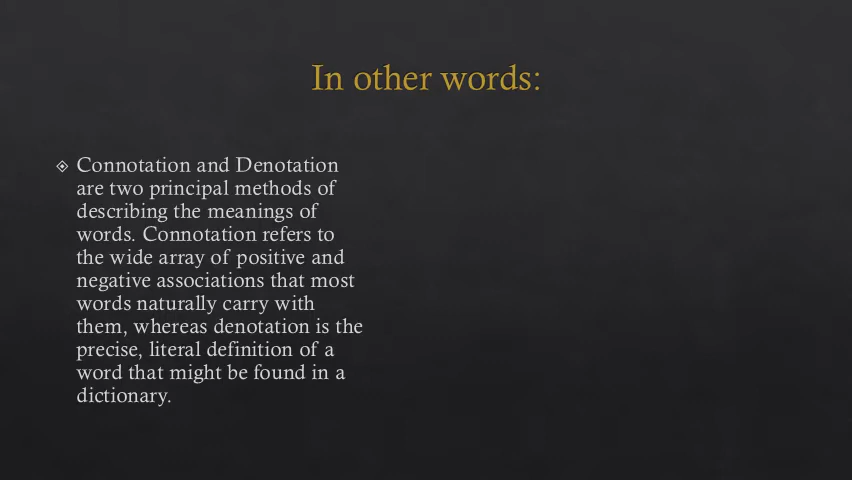 In other words:
Connotation and Denotation
are two principal methods of
describing the meanings of
words. Connotation refers to
the wide array of positive and
negative associations that most
words naturally carry with
them, whereas denotation is the
precise, literal definition of a
word that might be found in a
dictionary.